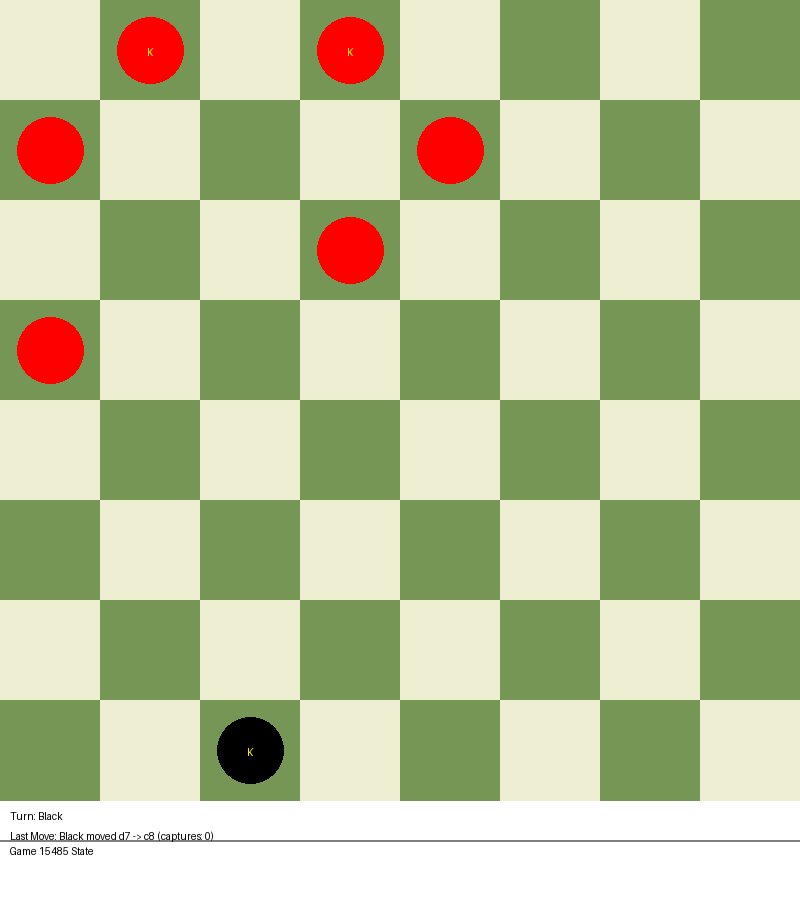 K
K
K
Turn: Black
Last Move: Black moved d7 -> c8 (captures: 0)
Game 15485 State